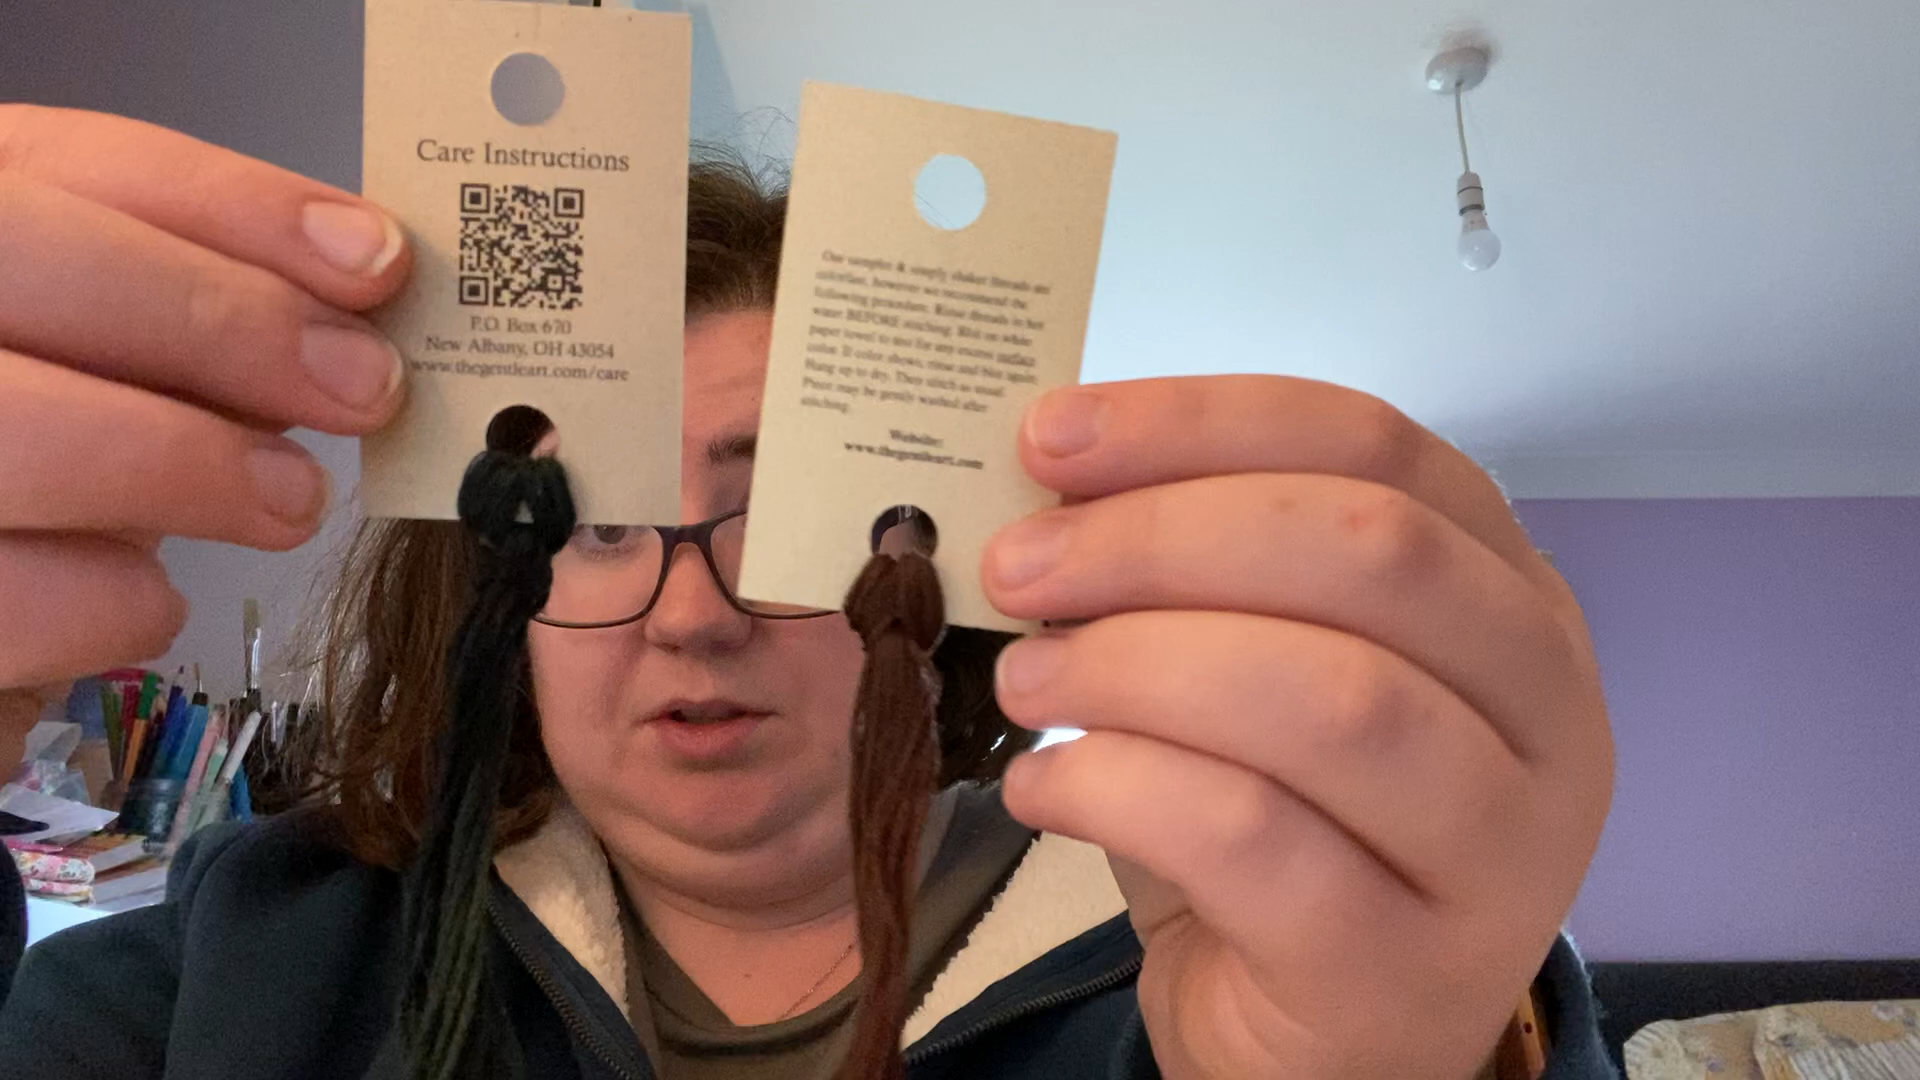 Care Instructions
P.O. Box 670
New Albany, OH 43054
www.thegentleart.com/care
Our sampler & simply shaker threads are
colorfast, however we recommend the
following procedure. Rinse threads in hot
water BEFORE stitching. Blot on white
paper towel to test for any excess surface
color. If color shows, rinse and blot again.
Hang up to dry. Then stitch as usual.
Piece may be gently washed after
stitching.
Website:
www.thegentleart.com